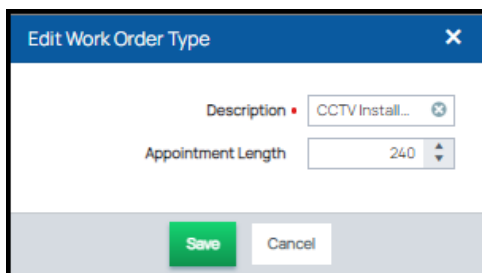 Edit Work Order Type
Description CCTV Install...
Appointment Length 240
Save Cancel